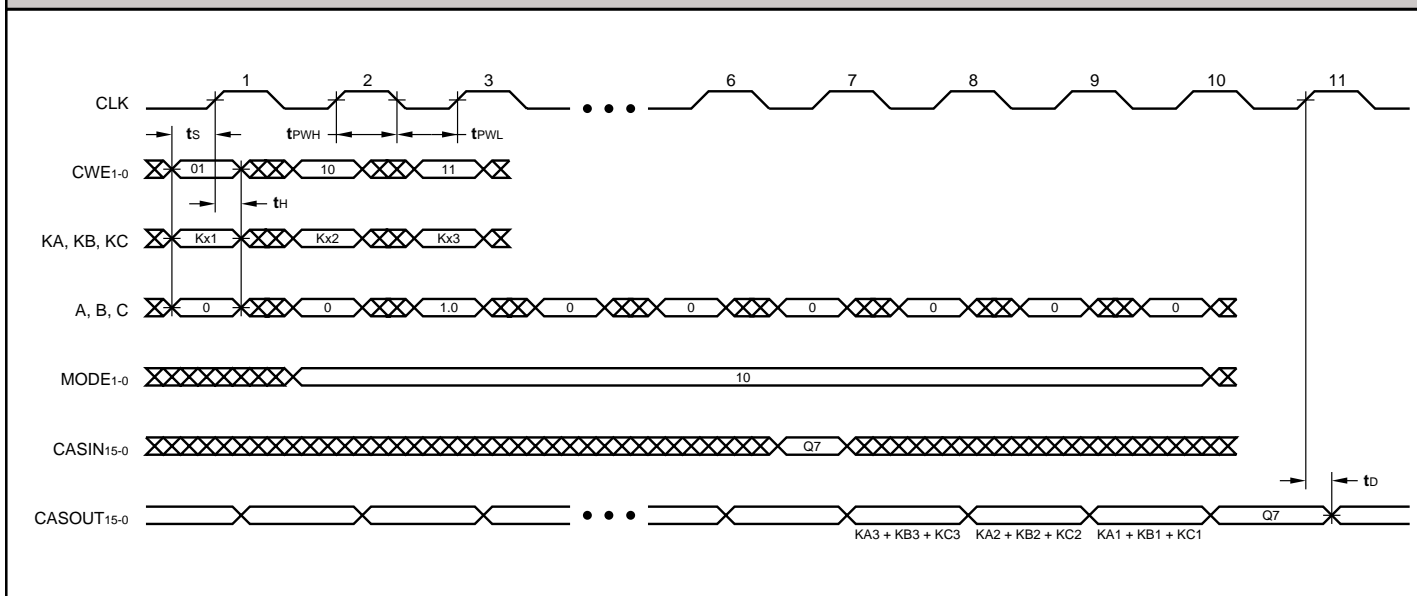 1 2 3 6 7 8 9 10 11
CLK
tS tPWH tPWL
CWE1-0 01 10 11
tH
KA, KB, KC Kx1 Kx2 Kx3
A, B, C 0 0 1.0 0 0 0 0 0 0
MODE1-0 10
CASIN15-0 Q7
tD
CASOUT15-0 Q7
KA3 + KB3 + KC3 KA2 + KB2 + KC2 KA1 + KB1 + KC1